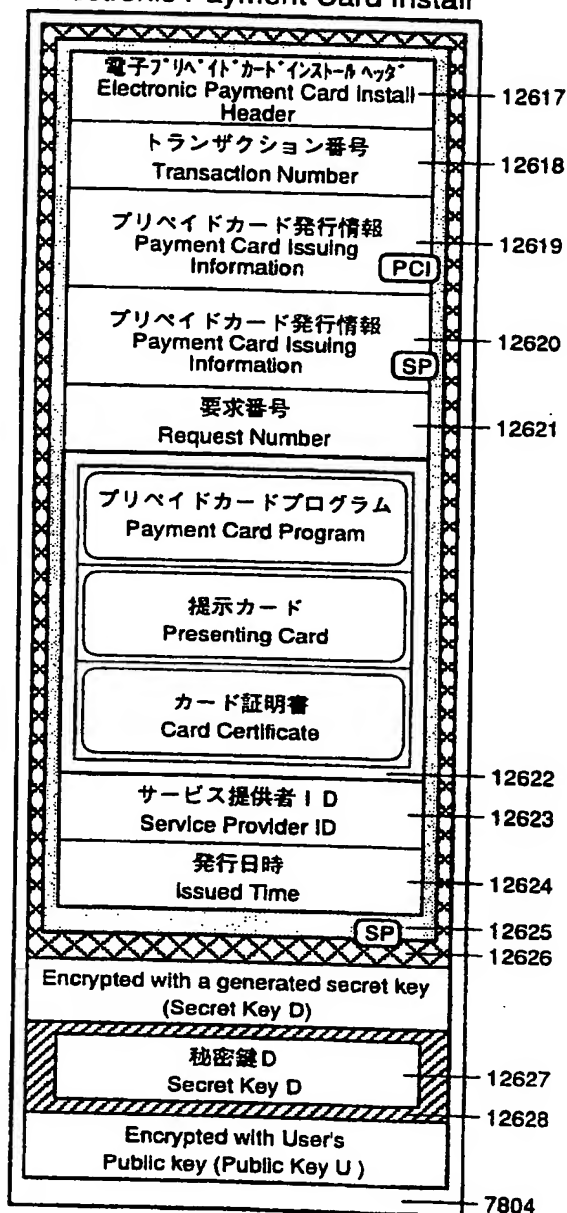 Payment Card Install
電子プリペイドカードインストールヘッダ
Electronic Payment Card Install
Header
12617
トランザクション番号
Transaction Number
12618
プリペイドカード発行情報
Payment Card Issuing
Information
PCI
12619
プリペイドカード発行情報
Payment Card Issuing
Information
SP
12620
要求番号
Request Number
12621
プリペイドカードプログラム
Payment Card Program
提示カード
Presenting Card
カード証明書
Card Certificate
12622
サービス提供者ID
Service Provider ID
12623
発行日時
Issued Time
12624
SP
12625
12626
Encrypted with a generated secret key
(Secret Key D)
秘密鍵D
Secret Key D
12627
12628
Encrypted with User's
Public key (Public Key U )
7804